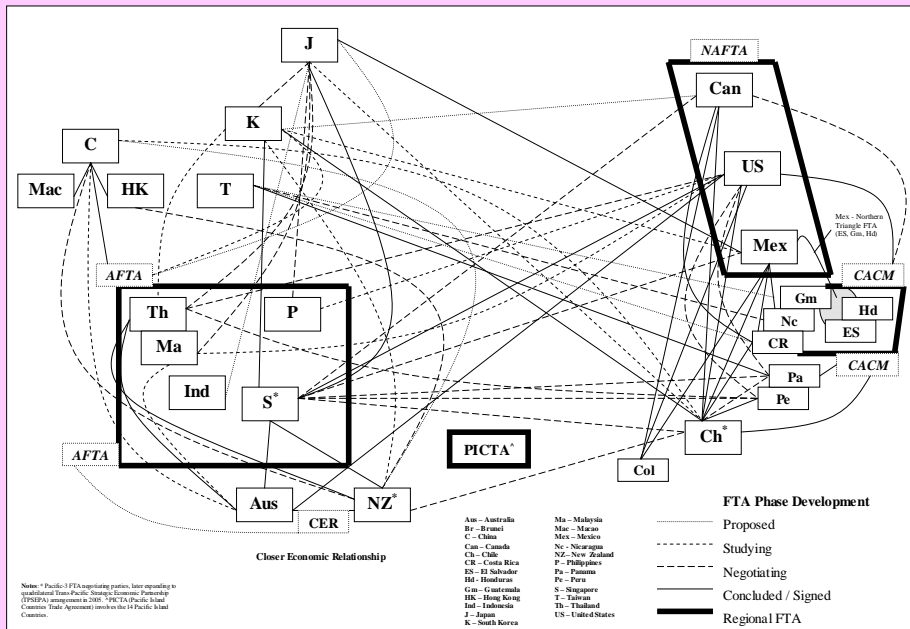 J
NAFTA
Can
K
C
US
Mac
HK
T
Mex - Northern
Triangle FTA
(ES, Gm, Hd)
Mex
AFTA
CACM
Th
P
Gm
Hd
Nc
ES
Ma
CR
CACM
Ind
Pa
S*
Pe
Ch*
AFTA
PICTA^
Col
Aus
CER
NZ*
Closer Economic Relationship
Notes: * Pacific-3 FTA negotiating parties, later expanding to
quadrilateral Trans-Pacific Strategic Economic Partnership
(TPSEPA) arrangement in 2005. ^ PICTA (Pacific Island
Countries Trade Agreement) involves the 14 Pacific Island
Countries.
Aus – Australia
Br – Brunei
C – China
Can – Canada
Ch – Chile
CR – Costa Rica
ES – El Salvador
Hd - Honduras
Gm – Guatemala
HK – Hong Kong
Ind – Indonesia
J – Japan
K – South Korea
Ma – Malaysia
Mac – Macao
Mex – Mexico
Nc - Nicaragua
NZ – New Zealand
P – Philippines
Pa – Panama
Pe – Peru
S – Singapore
T – Taiwan
Th – Thailand
US – United States
FTA Phase Development
Proposed
Studying
Negotiating
Concluded / Signed
Regional FTA